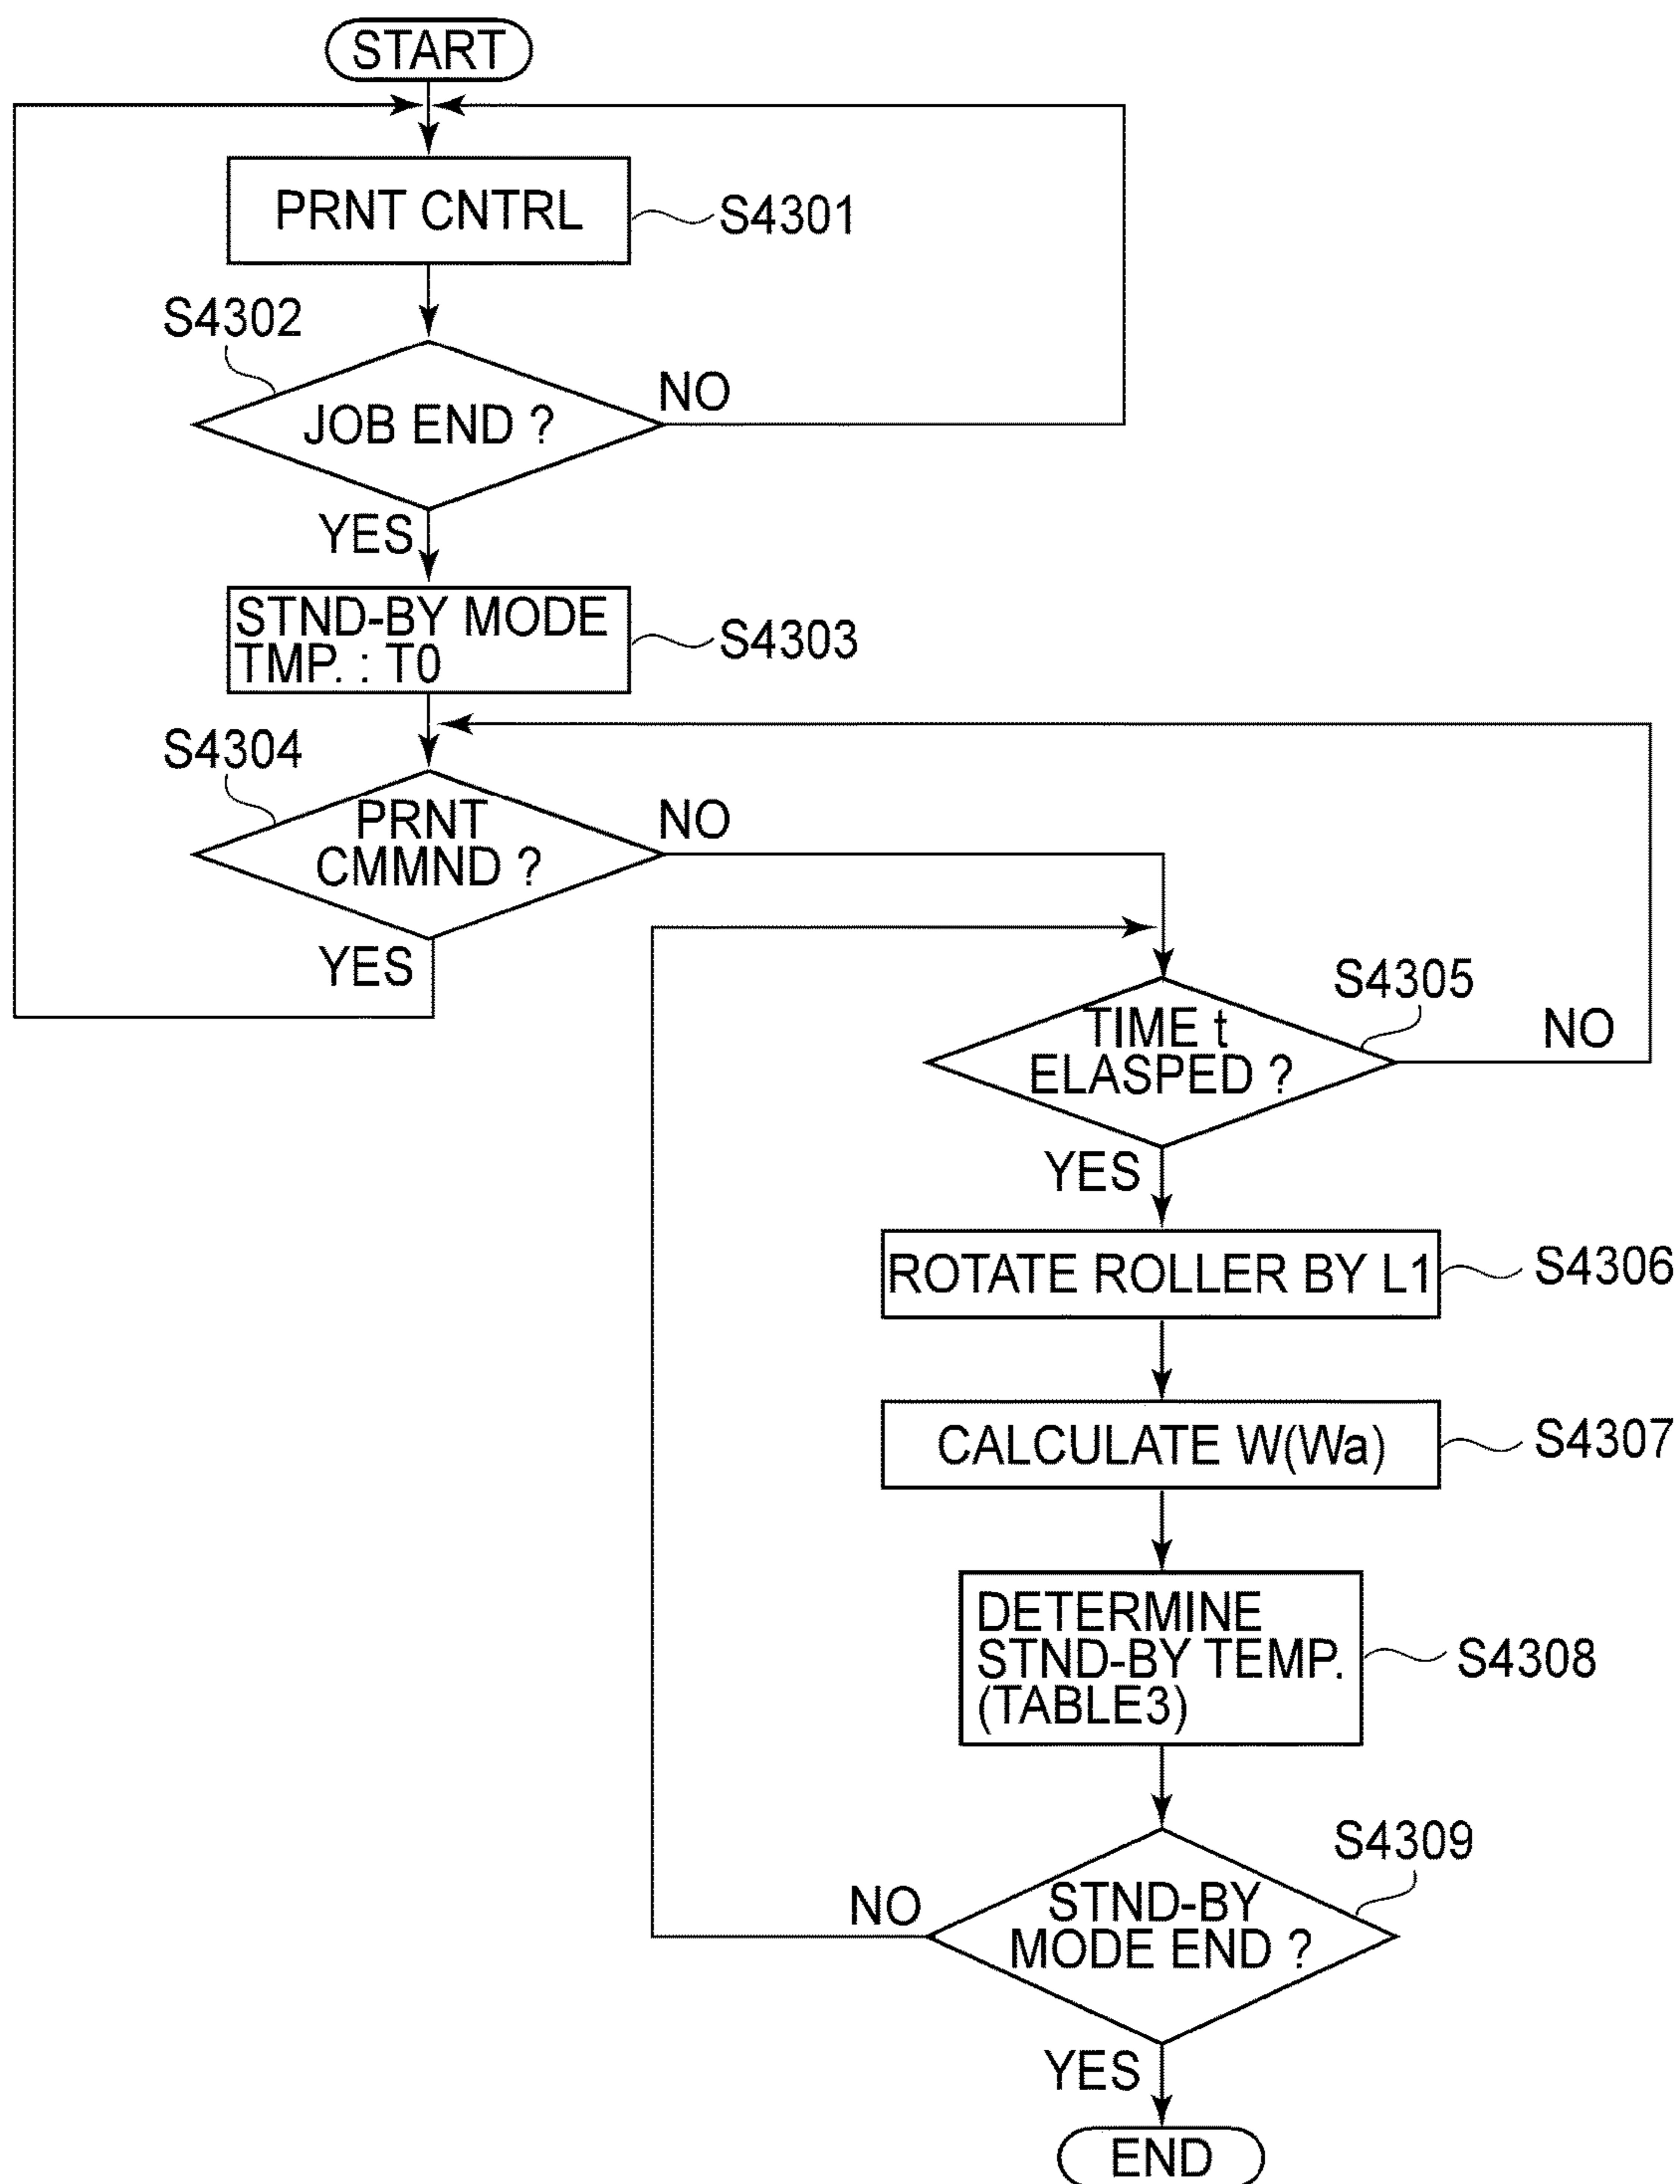 START
PRNT CNTRL
S4301
S4302
JOB END ?
NO
YES
STND-BY MODE
TMP. : T0
S4303
S4304
PRNT
CMMND ?
NO
YES
S4305
TIME t
ELASPED ?
NO
YES
ROTATE ROLLER BY L1
S4306
CALCULATE W(Wa)
S4307
DETERMINE
STND-BY TEMP.
(TABLE3)
S4308
S4309
STND-BY
MODE END ?
NO
YES
END